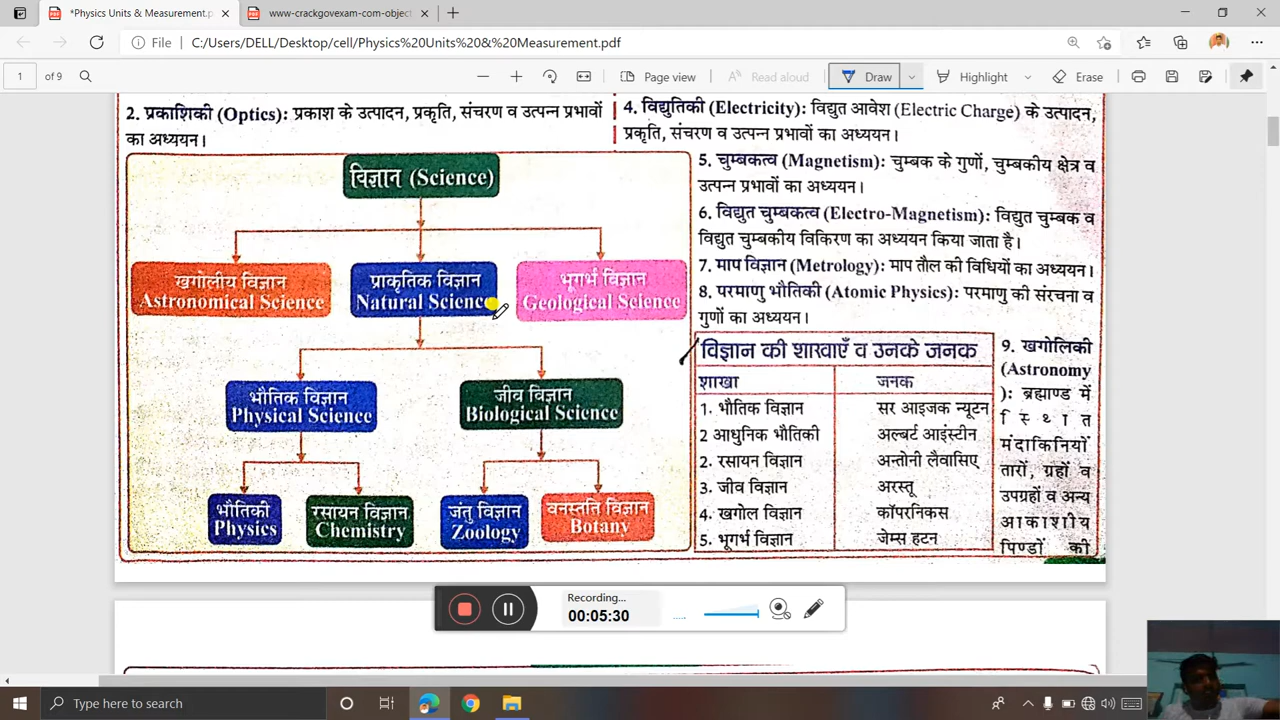 *Physics Units & Measurement.p
www-crackgovexam-com-object
File
C:/Users/DELL/Desktop/cell/Physics%20Units%20&%20Measurement.pdf
1 of 9
Page view
Read aloud
Draw
Highlight
Erase
2. प्रकाशिकी (Optics): प्रकाश के उत्पादन, प्रकृति, संचरण व उत्पन्न प्रभावों
का अध्ययन।
4. विद्युतिकी (Electricity): विद्युत आवेश (Electric Charge) के उत्पादन,
प्रकृति, संचरण व उत्पन्न प्रभावों का अध्ययन।
विज्ञान (Science)
खगोलीय विज्ञान
Astronomical Science
प्राकृतिक विज्ञान
Natural Science
भूगर्भ विज्ञान
Geological Science
भौतिक विज्ञान
Physical Science
जीव विज्ञान
Biological Science
भौतिकी
Physics
रसायन विज्ञान
Chemistry
जंतु विज्ञान
Zoology
वनस्तति विज्ञान
Botany
5. चुम्बकत्व (Magnetism): चुम्बक के गुणों, चुम्बकीय क्षेत्र व
उत्पन्न प्रभावों का अध्ययन।
6. विद्युत चुम्बकत्व (Electro-Magnetism): विद्युत चुम्बक व
विद्युत चुम्बकीय विकिरण का अध्ययन किया जाता है।
7. माप विज्ञान (Metrology): माप तौल की विधियों का अध्ययन।
8. परमाणु भौतिकी (Atomic Physics): परमाणु की संरचना व
गुणों का अध्ययन।
विज्ञान की शाखाएँ व उनके जनक
शाखा जनक
1. भौतिक विज्ञान सर आइजक न्यूटन
2 आधुनिक भौतिकी अल्बर्ट आइंस्टीन
2. रसायन विज्ञान अन्तोनी लैवासिए
3. जीव विज्ञान अरस्तू
4. खगोल विज्ञान कॉपरनिकस
5. भूगर्भ विज्ञान जेम्स हटन
9. खगोलिकी
(Astronomy
): ब्रह्माण्ड में
स्थित
मंदाकिनियों
तारों, ग्रहों व
उपग्रहों व अन्य
आकाशीय
पिण्डों की
Recording...
00:05:30
Type here to search